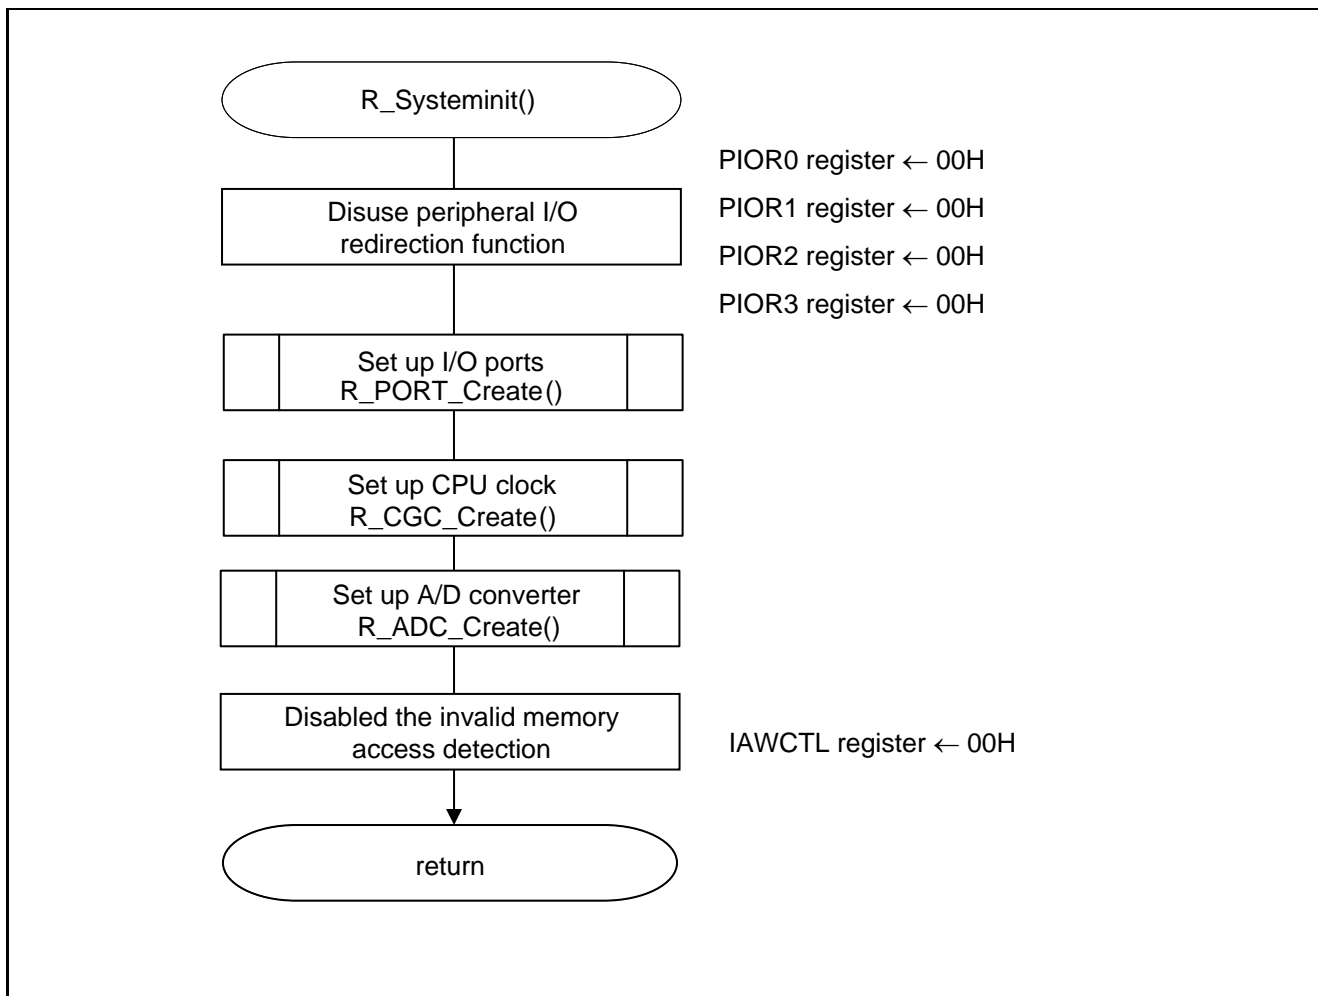 R_Systeminit()
PIOR0 register ← 00H
Disuse peripheral I/O
redirection function
PIOR1 register ← 00H
PIOR2 register ← 00H
PIOR3 register ← 00H
Set up I/O ports
R_PORT_Create()
Set up CPU clock
R_CGC_Create()
Set up A/D converter
R_ADC_Create()
Disabled the invalid memory
access detection
IAWCTL register ← 00H
return